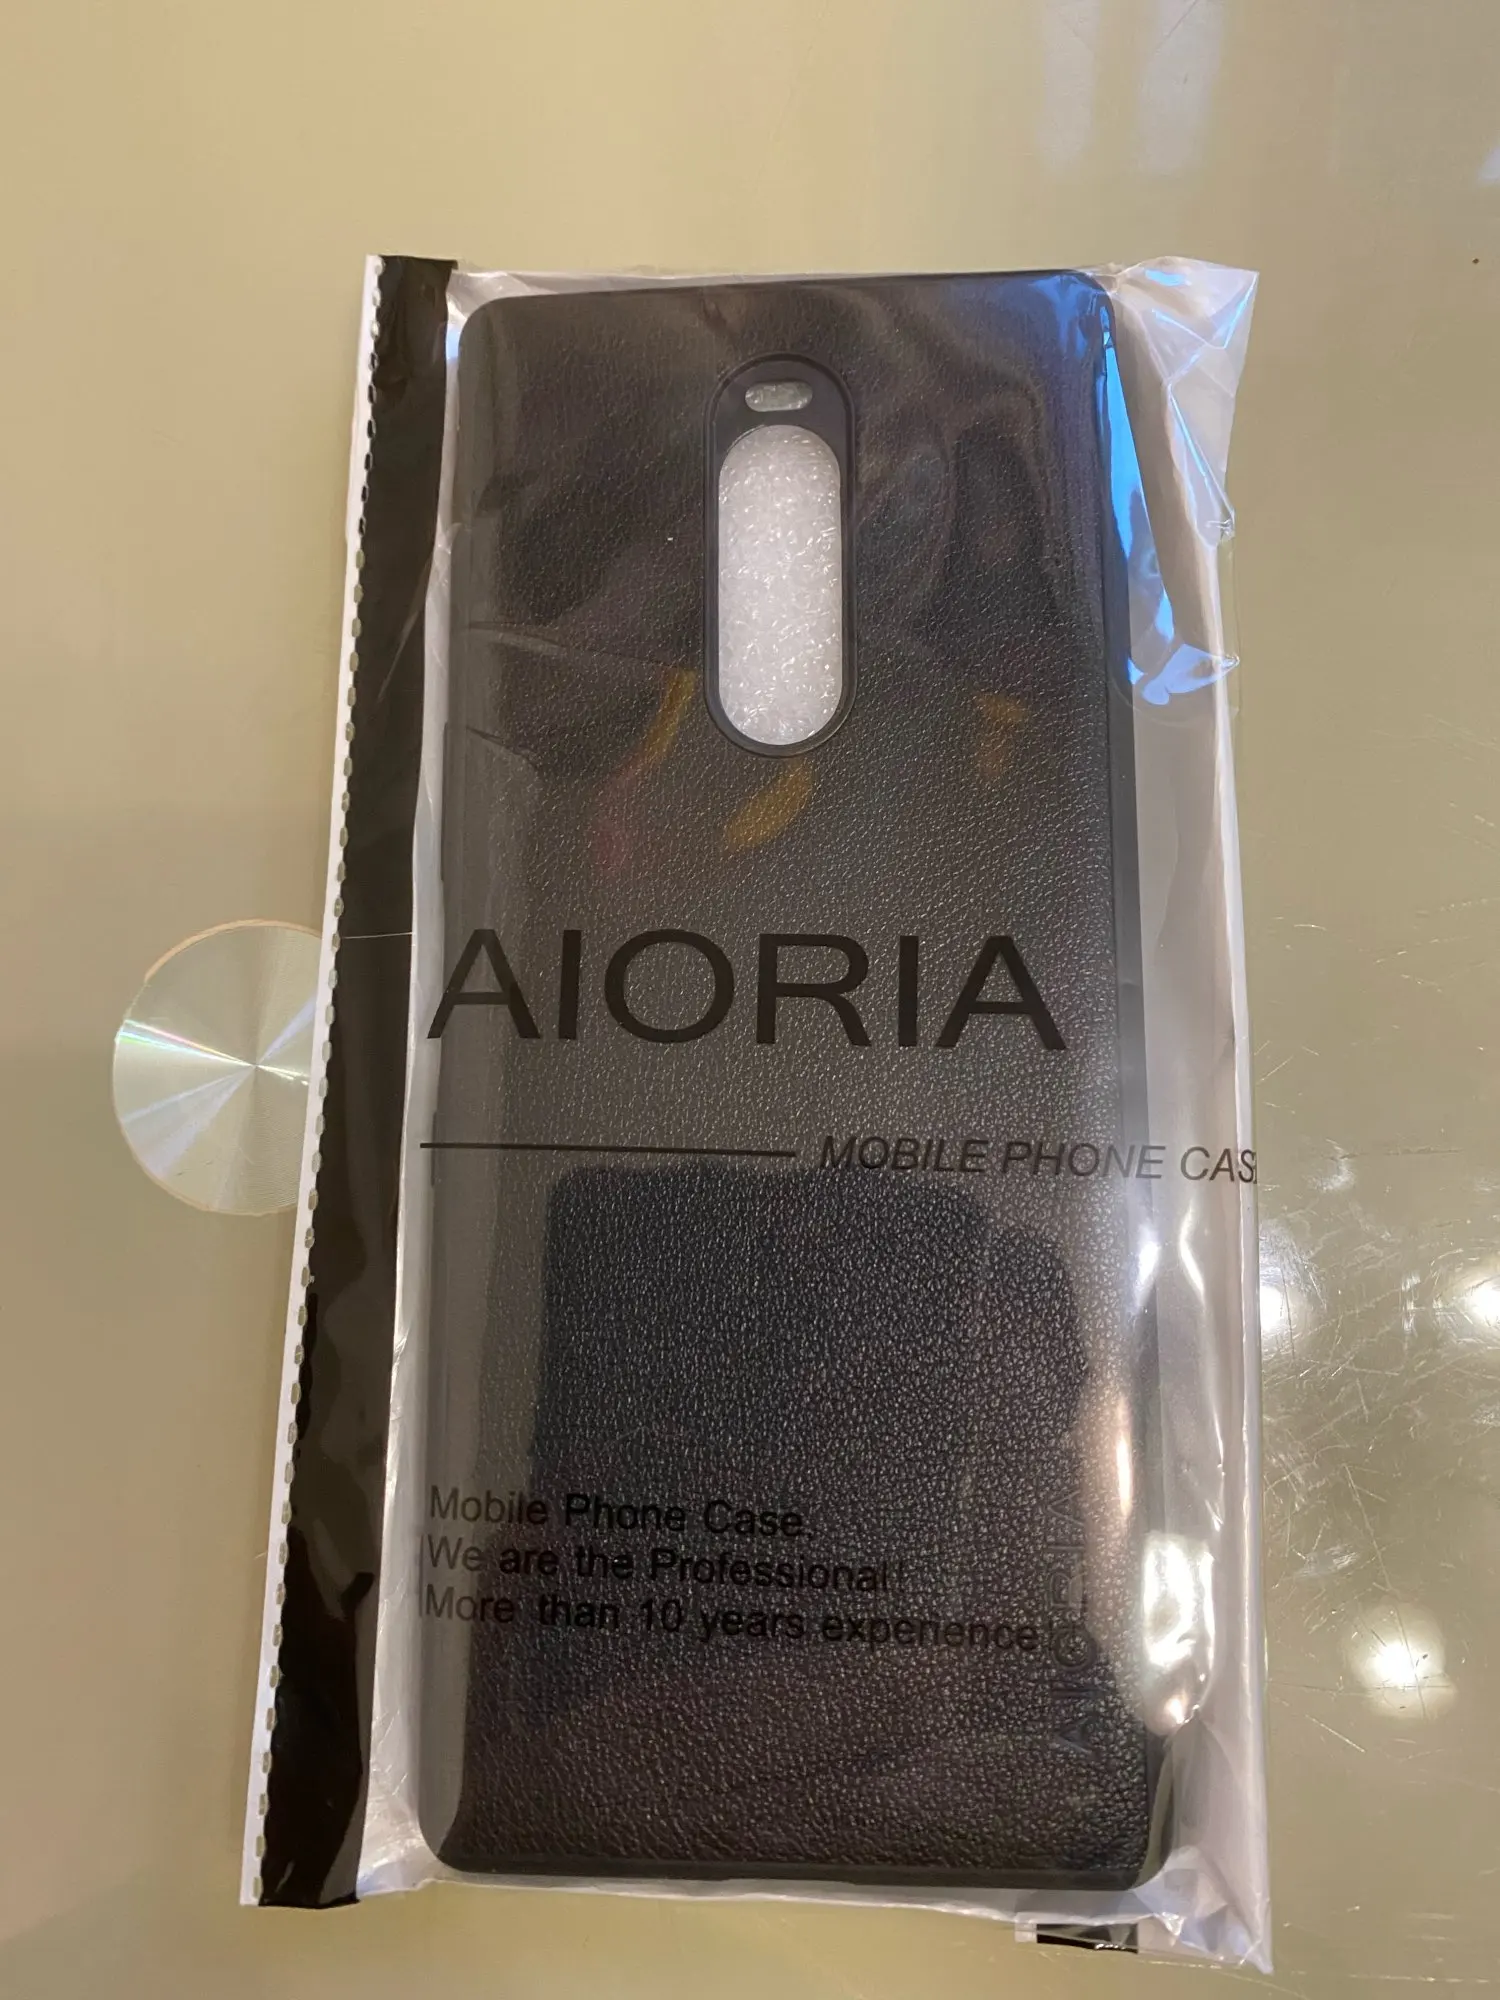 AIORIA
MOBILE PHONE CAS
Mobile Phone Case.
We are the Professional!
More than 10 years experience!
AIORIA